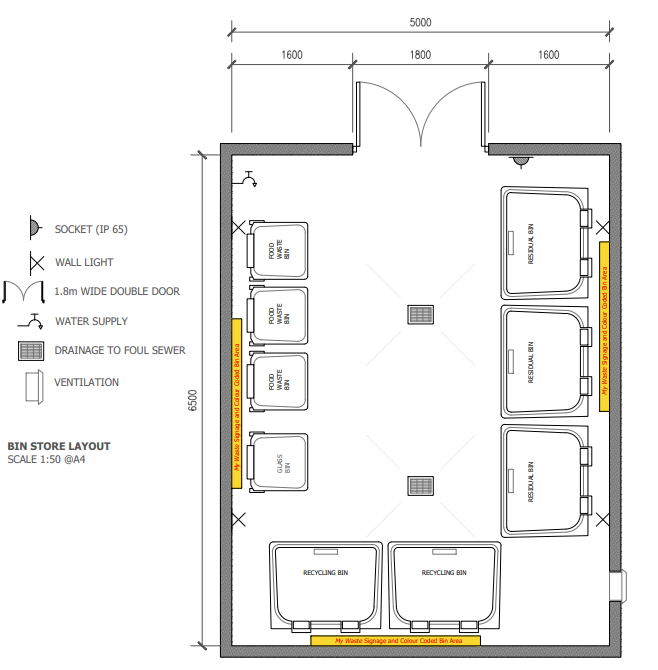 5000
1600
1800
1600
6500
SOCKET (IP 65)
WALL LIGHT
1.8m WIDE DOUBLE DOOR
WATER SUPPLY
DRAINAGE TO FOUL SEWER
VENTILATION
BIN STORE LAYOUT
SCALE 1:50 @A4
FOOD
WASTE
BIN
FOOD
WASTE
BIN
FOOD
WASTE
BIN
GLASS
BIN
My Waste Signage and Colour Coded Bin Area
RESIDUAL BIN
RESIDUAL BIN
RESIDUAL BIN
My Waste Signage and Colour Coded Bin Area
RECYCLING BIN
RECYCLING BIN
My Waste Signage and Colour Coded Bin Area